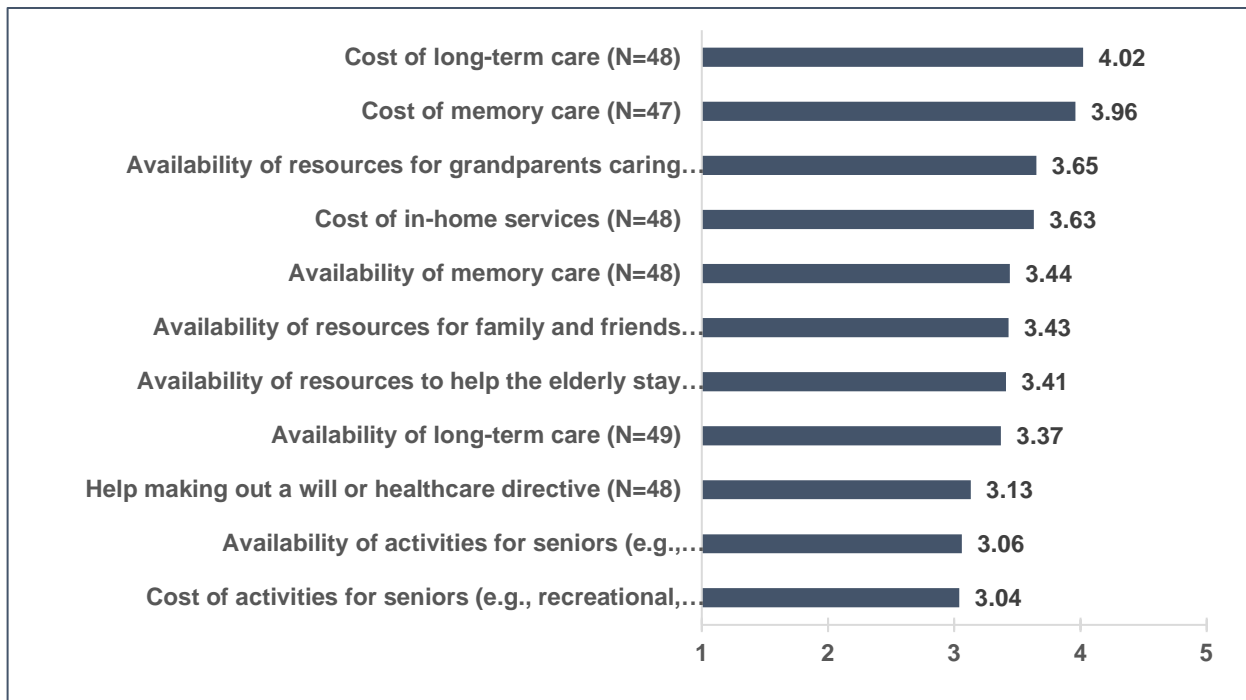 Cost of long-term care (N=48) 4.02
Cost of memory care (N=47) 3.96
Availability of resources for grandparents caring… 3.65
Cost of in-home services (N=48) 3.63
Availability of memory care (N=48) 3.44
Availability of resources for family and friends… 3.43
Availability of resources to help the elderly stay… 3.41
Availability of long-term care (N=49) 3.37
Help making out a will or healthcare directive (N=48) 3.13
Availability of activities for seniors (e.g.,… 3.06
Cost of activities for seniors (e.g., recreational,… 3.04
1 2 3 4 5